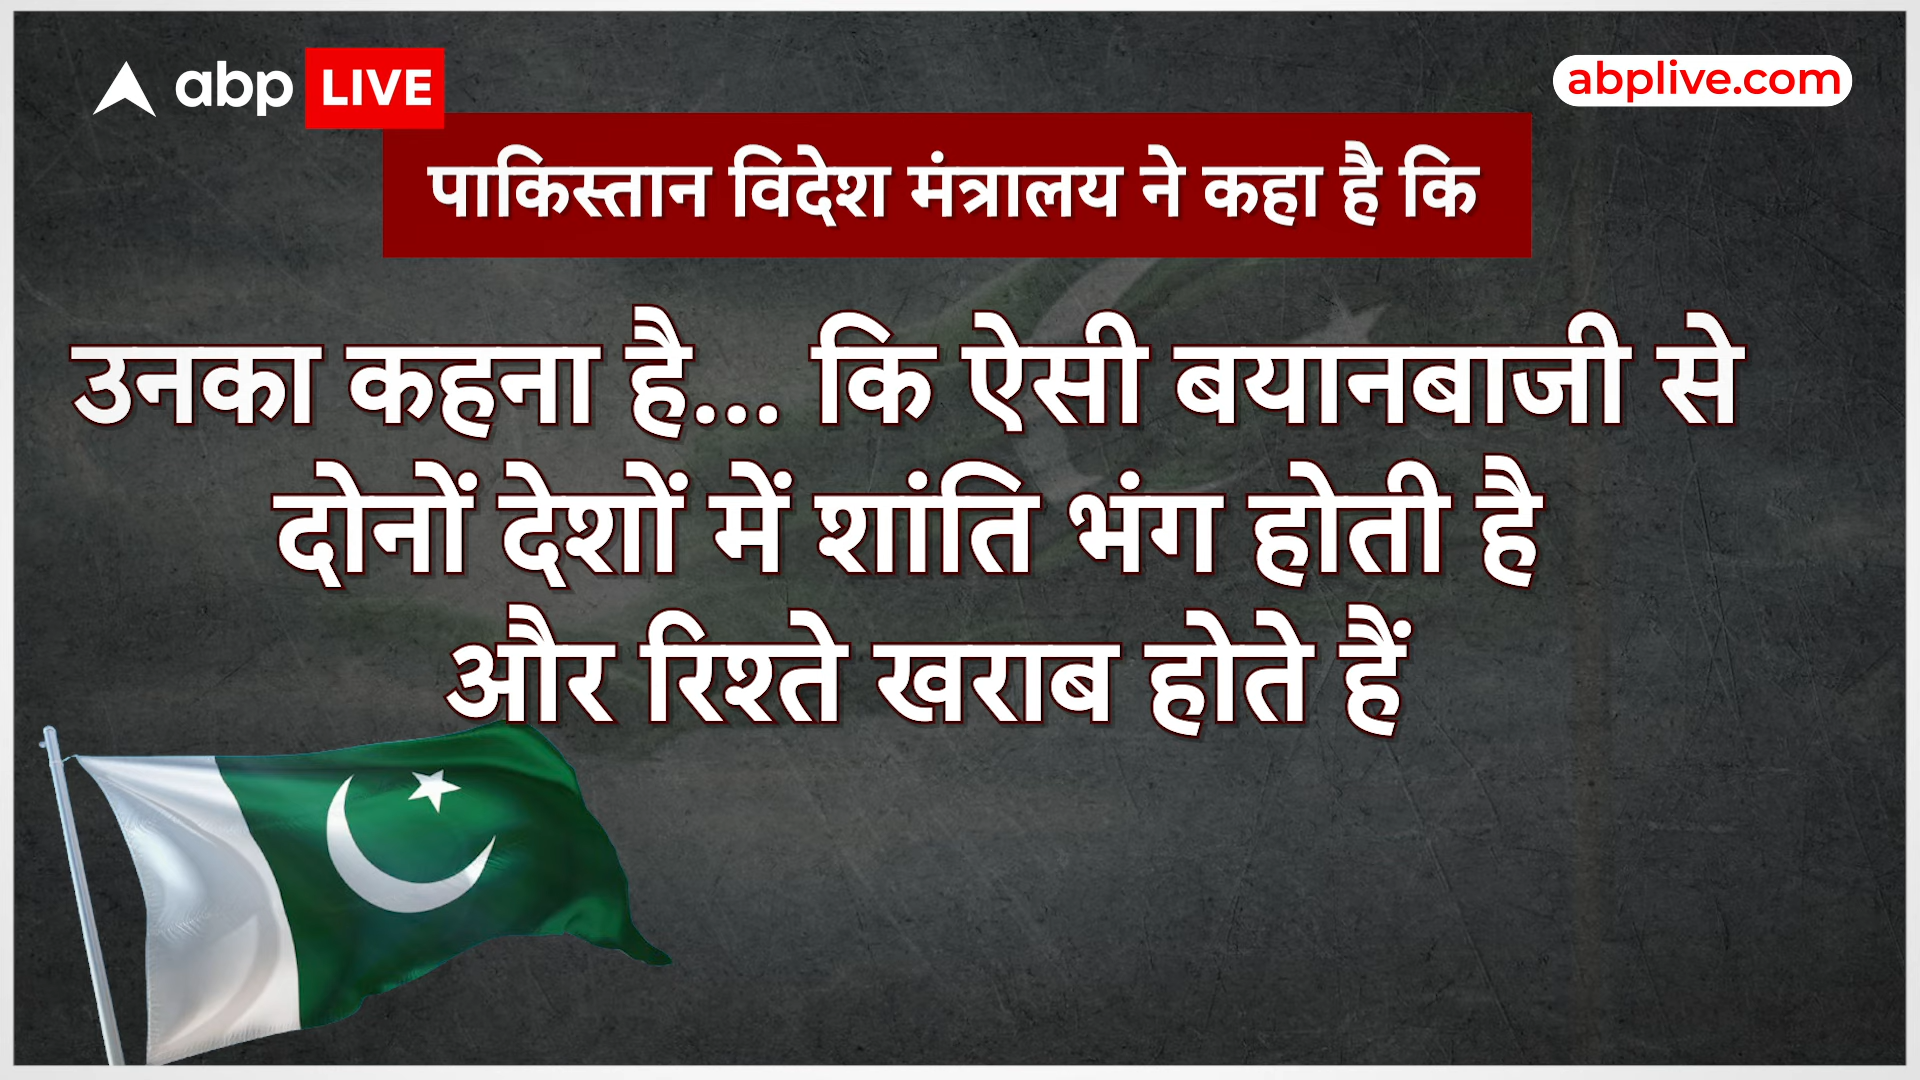 abp LIVE
abplive.com
पाकिस्तान विदेश मंत्रालय ने कहा है कि
उनका कहना है... कि ऐसी बयानबाजी से
दोनों देशों में शांति भंग होती है
और रिश्ते खराब होते हैं